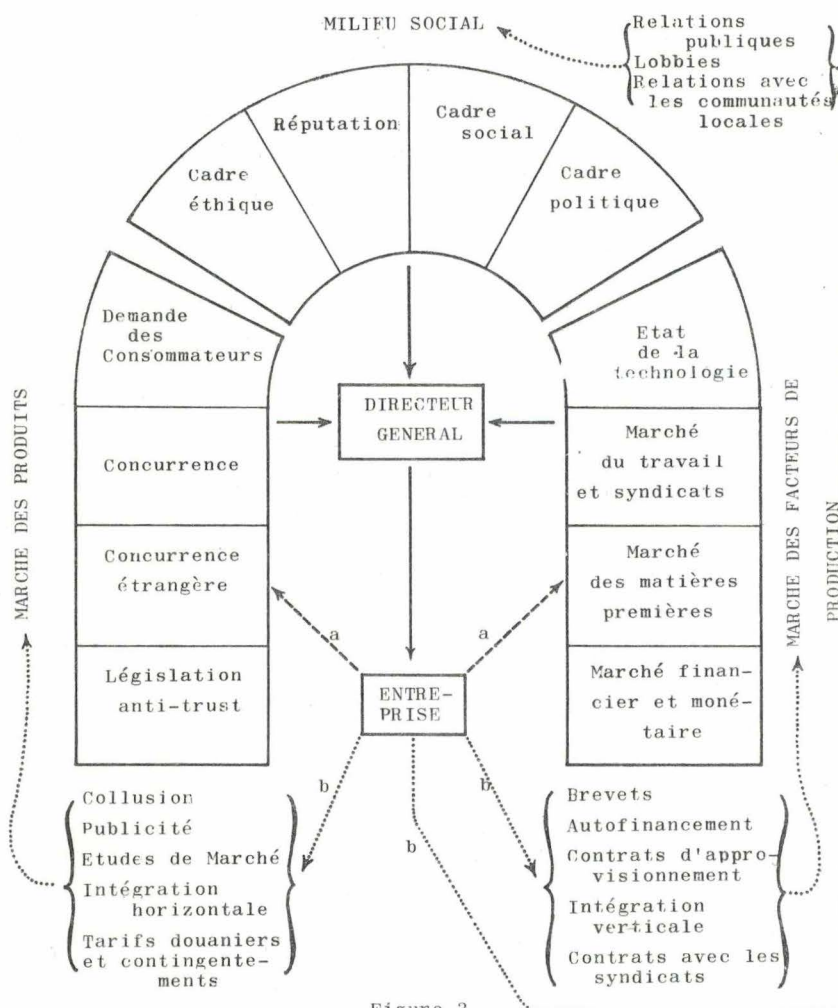 MILIEU SOCIAL
Relations
publiques
Lobbies
Relations avec
les communautés
locales
Cadre
éthique
Réputation
Cadre
social
Cadre
politique
Demande
des
Consommateurs
Concurrence
Concurrence
étrangère
Législation
anti-trust
MARCHE DES PRODUITS
DIRECTEUR
GENERAL
Etat
de la
technologie
Marché
du travail
et syndicats
Marché
des matières
premières
Marché finan-
cier et moné-
taire
MARCHE DES FACTEURS DE
PRODUCTION
a
a
ENTRE-
PRISE
b
b
b
Collusion
Publicité
Etudes de Marché
Intégration
horizontale
Tarifs douaniers
et contingente-
ments
Brevets
Autofinancement
Contrats d'appro-
visionnement
Intégration
verticale
Contrats avec les
syndicats